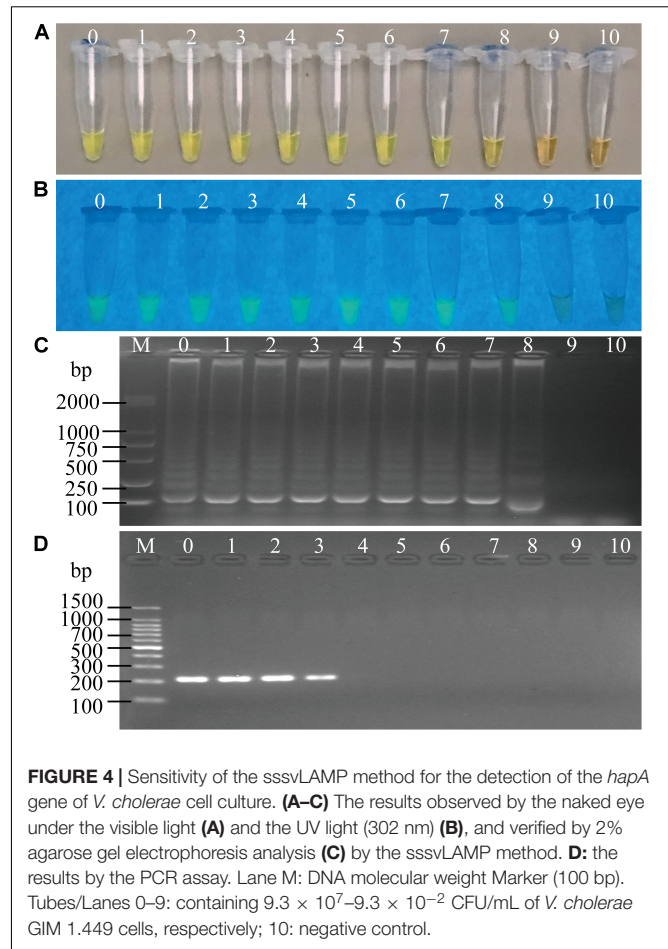 A
0 1 2 3 4 5 6 7 8 9 10
B
0 1 2 3 4 5 6 7 8 9 10
C
M 0 1 2 3 4 5 6 7 8 9 10
bp
2000
1000
750
500
250
100
D
M 0 1 2 3 4 5 6 7 8 9 10
bp
1500
1000
700
500
300
200
100
FIGURE 4 | Sensitivity of the sssvLAMP method for the detection of the hapA
gene of V. cholerae cell culture. (A–C) The results observed by the naked eye
under the visible light (A) and the UV light (302 nm) (B), and verified by 2%
agarose gel electrophoresis analysis (C) by the sssvLAMP method. D: the
results by the PCR assay. Lane M: DNA molecular weight Marker (100 bp).
Tubes/Lanes 0–9: containing 9.3 × 10⁷–9.3 × 10⁻² CFU/mL of V. cholerae
GIM 1.449 cells, respectively; 10: negative control.